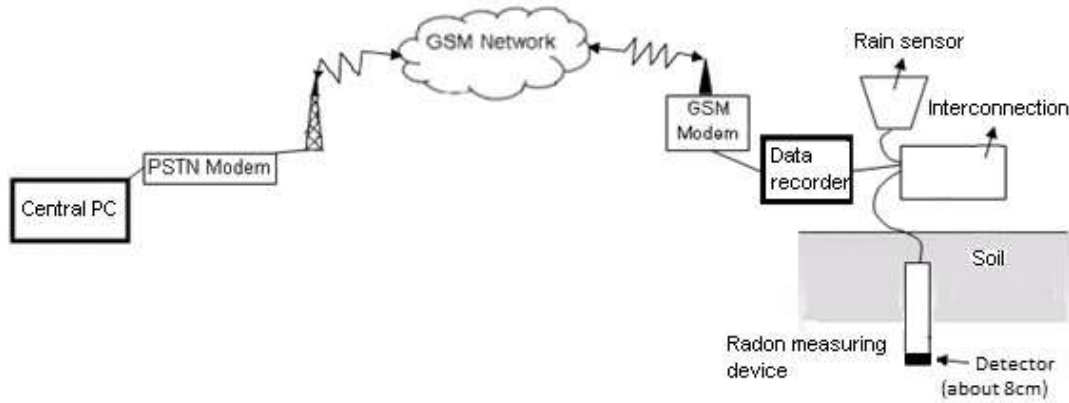 GSM Network
Rain sensor
Interconnection
GSM
Modem
Data
recorder
PSTN Modem
Central PC
Soil
Radon measuring
device
Detector
(about 8cm)